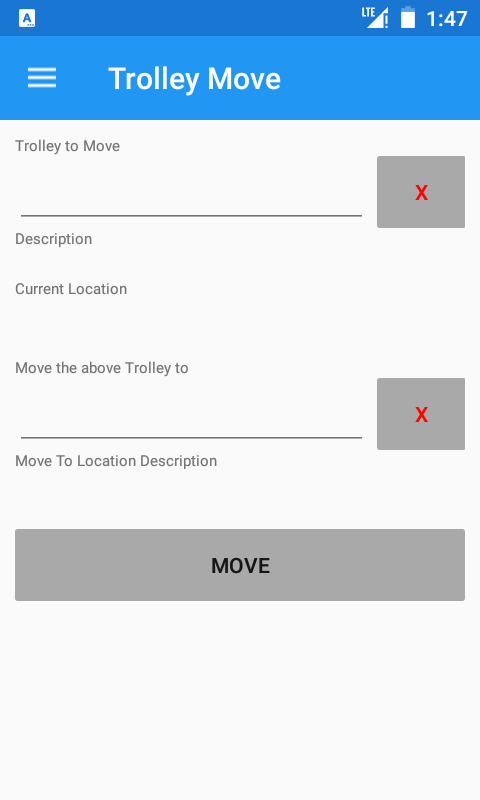 A
LTE
1:47
Trolley Move
Trolley to Move
X
Description
Current Location
Move the above Trolley to
X
Move To Location Description
MOVE